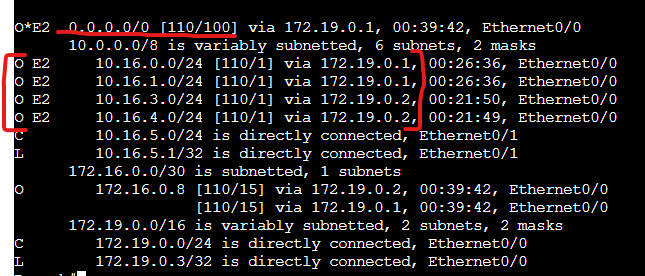 O*E2  0.0.0.0/0 [110/100] via 172.19.0.1, 00:39:42, Ethernet0/0
      10.0.0.0/8 is variably subnetted, 6 subnets, 2 masks
O E2     10.16.0.0/24 [110/1] via 172.19.0.1, 00:26:36, Ethernet0/0
O E2     10.16.1.0/24 [110/1] via 172.19.0.1, 00:26:36, Ethernet0/0
O E2     10.16.3.0/24 [110/1] via 172.19.0.2, 00:21:50, Ethernet0/0
O E2     10.16.4.0/24 [110/1] via 172.19.0.2, 00:21:49, Ethernet0/0
C        10.16.5.0/24 is directly connected, Ethernet0/1
L        10.16.5.1/32 is directly connected, Ethernet0/1
      172.16.0.0/30 is subnetted, 1 subnets
O        172.16.0.8 [110/15] via 172.19.0.2, 00:39:42, Ethernet0/0
                    [110/15] via 172.19.0.1, 00:39:42, Ethernet0/0
      172.19.0.0/16 is variably subnetted, 2 subnets, 2 masks
C        172.19.0.0/24 is directly connected, Ethernet0/0
L        172.19.0.3/32 is directly connected, Ethernet0/0